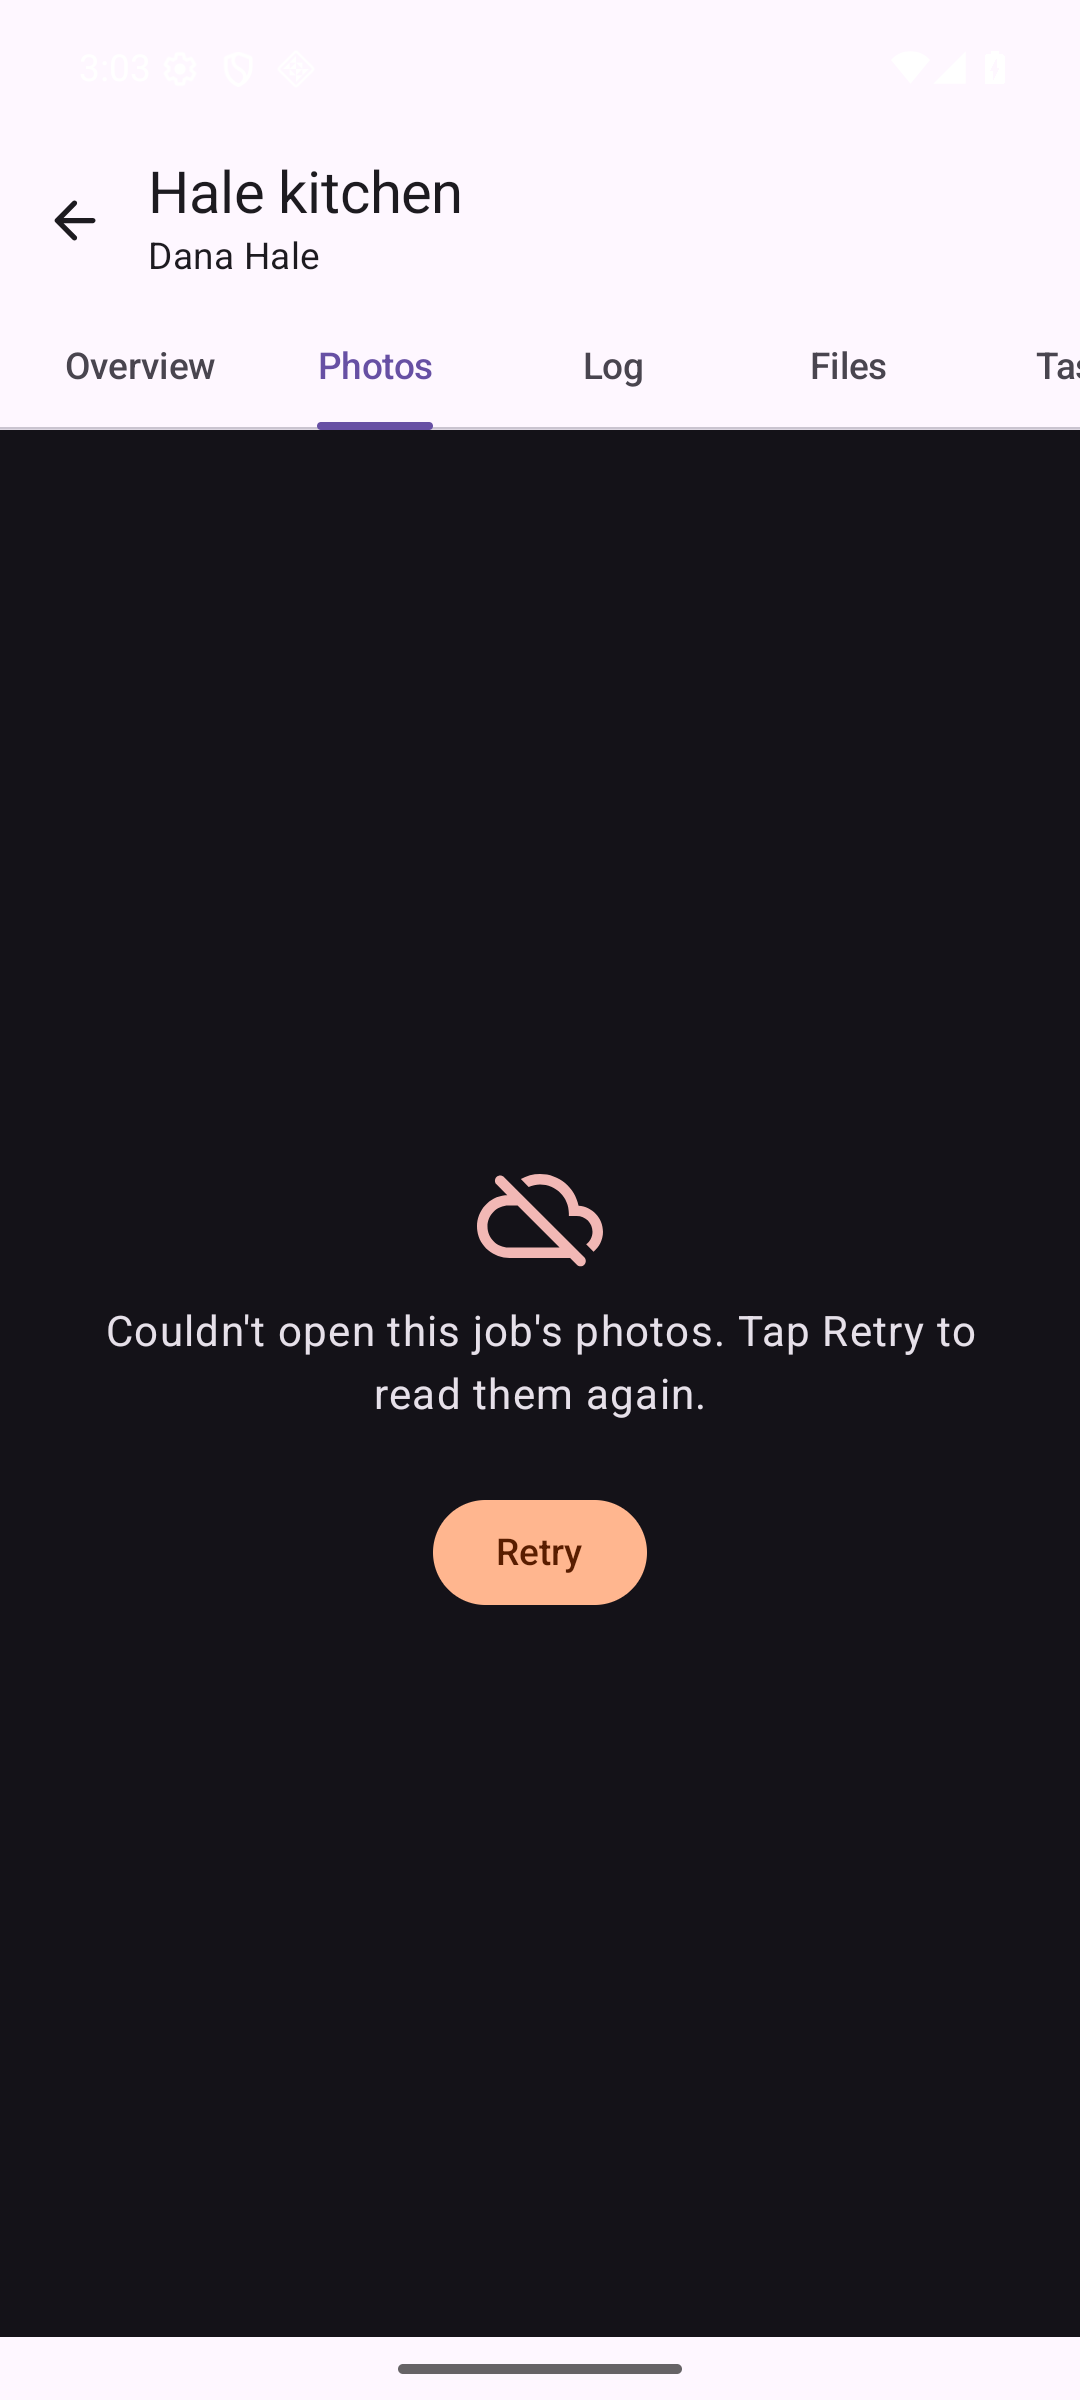 3:03
Hale kitchen
Dana Hale
Overview Photos Log Files Tas
Couldn't open this job's photos. Tap Retry to
read them again.
Retry